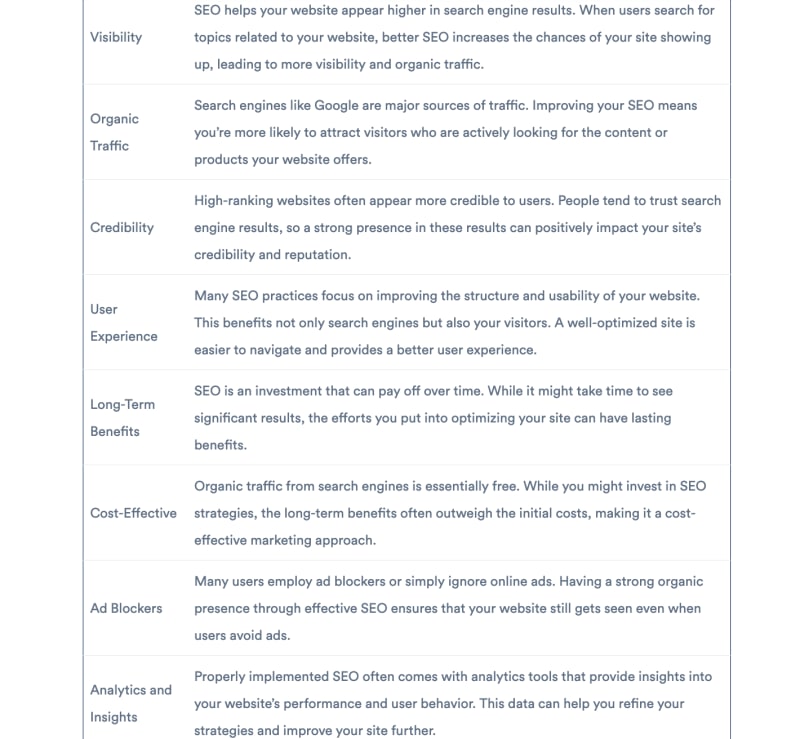 Visibility
SEO helps your website appear higher in search engine results. When users search for
topics related to your website, better SEO increases the chances of your site showing
up, leading to more visibility and organic traffic.
Organic
Traffic
Search engines like Google are major sources of traffic. Improving your SEO means
you’re more likely to attract visitors who are actively looking for the content or
products your website offers.
Credibility
High-ranking websites often appear more credible to users. People tend to trust search
engine results, so a strong presence in these results can positively impact your site’s
credibility and reputation.
User
Experience
Many SEO practices focus on improving the structure and usability of your website.
This benefits not only search engines but also your visitors. A well-optimized site is
easier to navigate and provides a better user experience.
Long-Term
Benefits
SEO is an investment that can pay off over time. While it might take time to see
significant results, the efforts you put into optimizing your site can have lasting
benefits.
Cost-Effective
Organic traffic from search engines is essentially free. While you might invest in SEO
strategies, the long-term benefits often outweigh the initial costs, making it a cost-
effective marketing approach.
Ad Blockers
Many users employ ad blockers or simply ignore online ads. Having a strong organic
presence through effective SEO ensures that your website still gets seen even when
users avoid ads.
Analytics and
Insights
Properly implemented SEO often comes with analytics tools that provide insights into
your website’s performance and user behavior. This data can help you refine your
strategies and improve your site further.